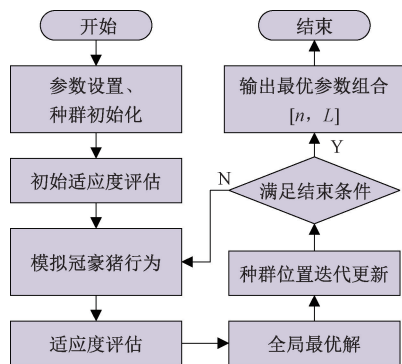 开始
参数设置、
种群初始化
初始适应度评估
模拟冠豪猪行为
适应度评估
全局最优解
种群位置迭代更新
满足结束条件
N
Y
输出最优参数组合
[n, L]
结束